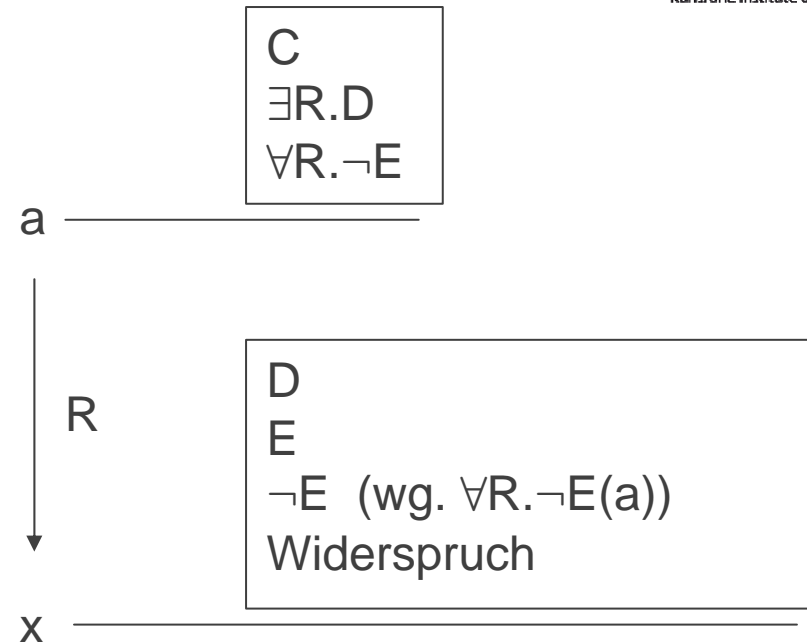 C
∃R.D
∀R.¬E
a
R
D
E
¬E (wg. ∀R.¬E(a))
Widerspruch
x